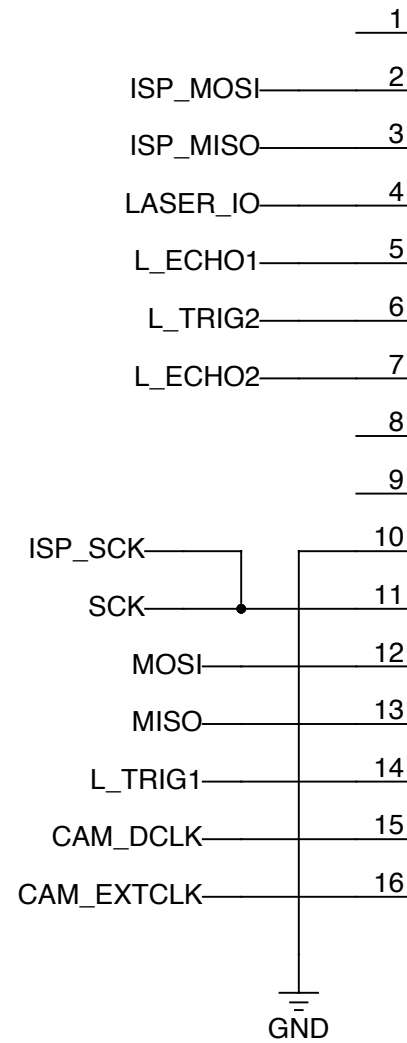 1
ISP_MOSI 2
ISP_MISO 3
LASER_IO 4
L_ECHO1 5
L_TRIG2 6
L_ECHO2 7
8
9
ISP_SCK 10
SCK 11
MOSI 12
MISO 13
L_TRIG1 14
CAM_DCLK 15
CAM_EXTCLK 16
GND